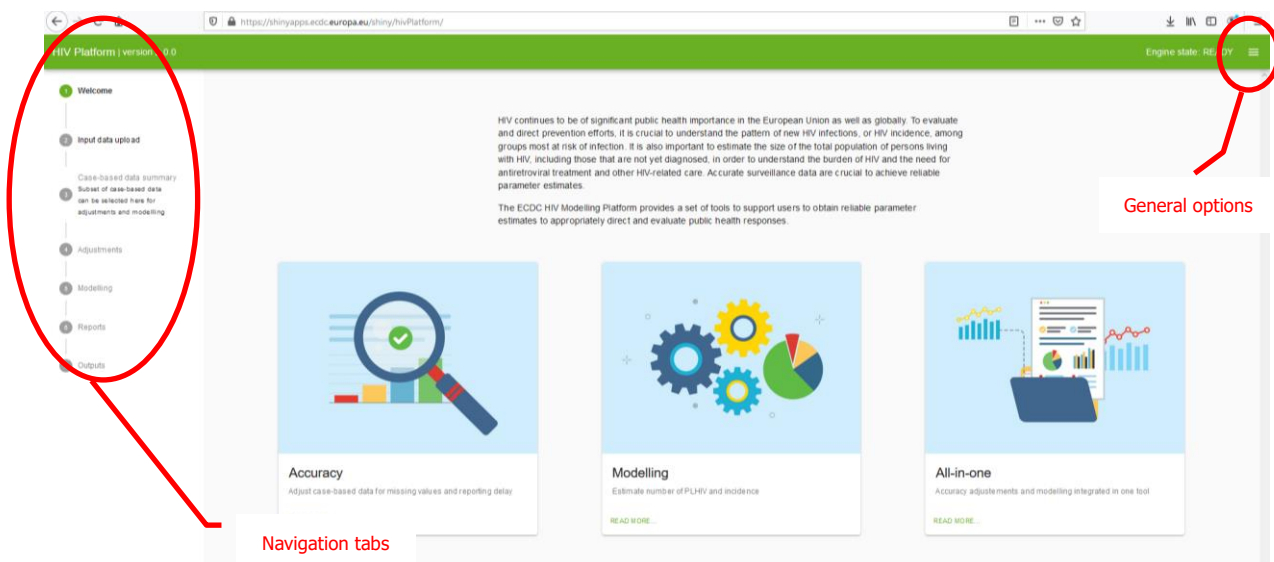 https://shinyapps.ecdc.europa.eu/shiny/hivPlatform/
HIV Platform | version
Engine state: READY
1 Welcome
2 Input data upload
Case-based data summary
3 Subset of case-based data
can be selected here for
adjustments and modelling
4 Adjustments
5 Modelling
6 Reports
Outputs
HIV continues to be of significant public health importance in the European Union as well as globally. To evaluate
and direct prevention efforts, it is crucial to understand the pattern of new HIV infections, or HIV incidence, among
groups most at risk of infection. It is also important to estimate the size of the total population of persons living
with HIV, including those that are not yet diagnosed, in order to understand the burden of HIV and the need for
antiretroviral treatment and other HIV-related care. Accurate surveillance data are crucial to achieve reliable
parameter estimates.
The ECDC HIV Modelling Platform provides a set of tools to support users to obtain reliable parameter
estimates to appropriately direct and evaluate public health responses.
General options
Accuracy
Adjust case-based data for missing values and reporting delay
Modelling
Estimate number of PLHIV and incidence
READ MORE...
All-in-one
Accuracy adjustements and modelling integrated in one tool
READ MORE...
Navigation tabs